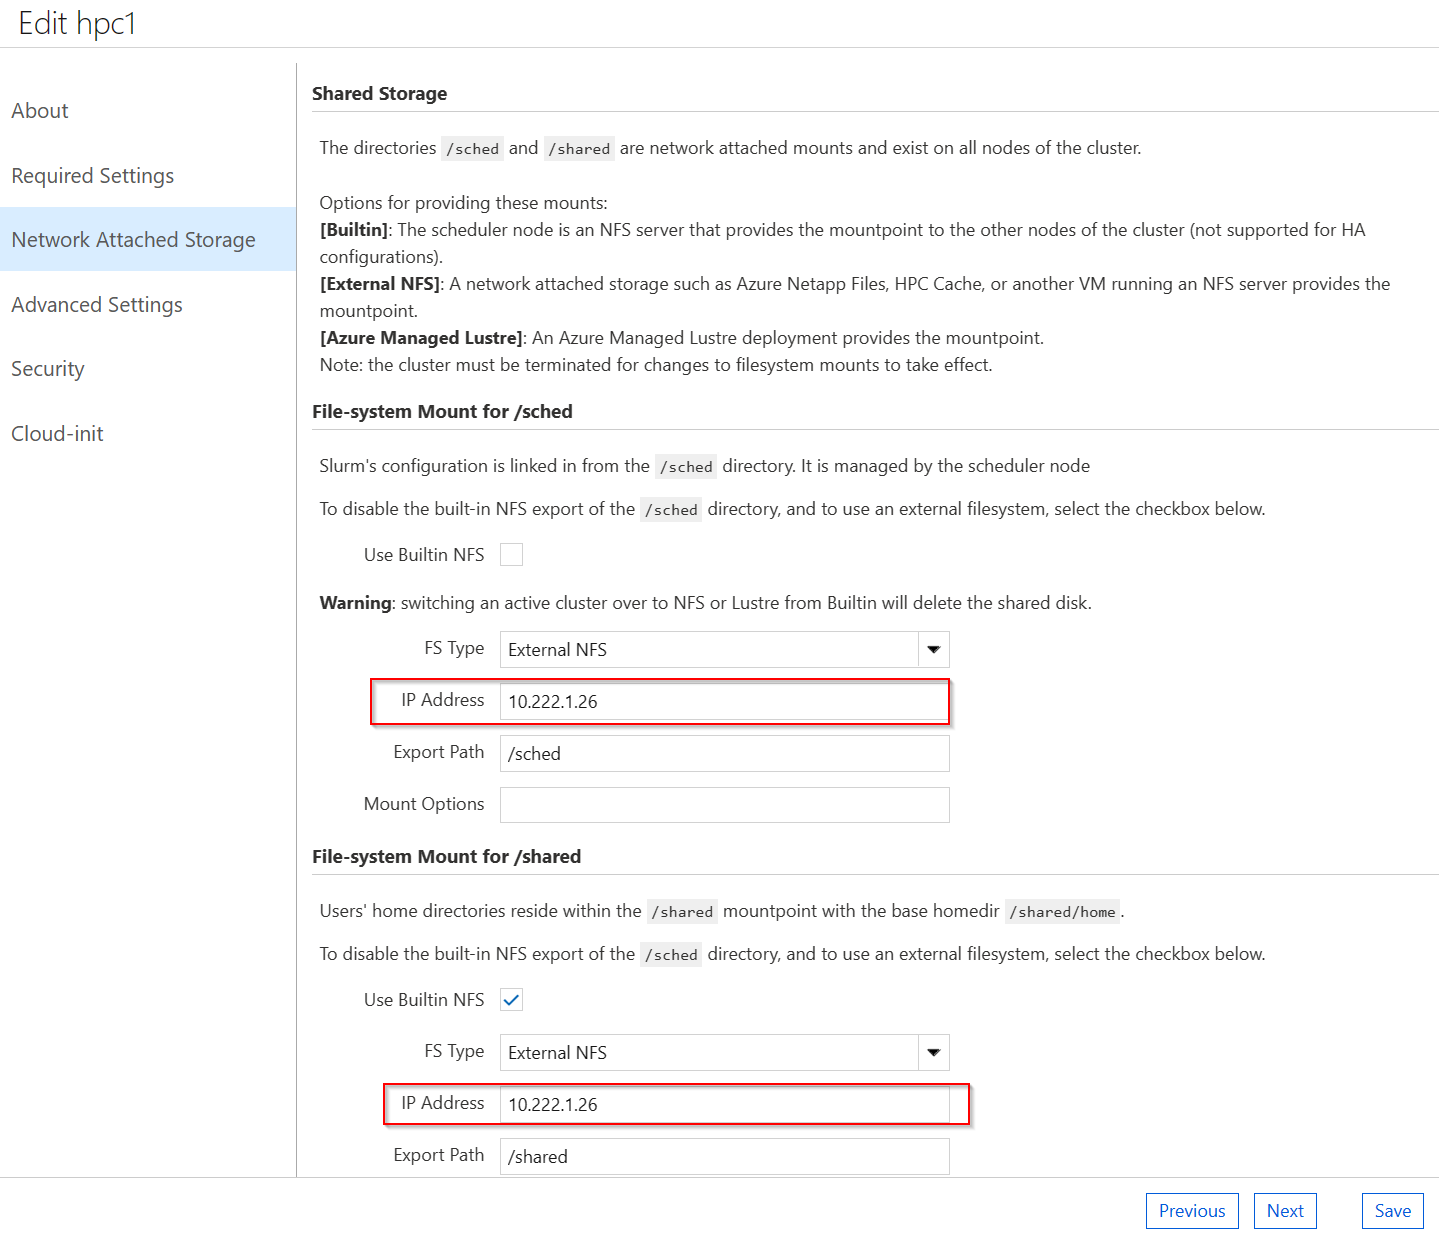 Edit hpc1
About
Required Settings
Network Attached Storage
Advanced Settings
Security
Cloud-init
Shared Storage
The directories /sched and /shared are network attached mounts and exist on all nodes of the cluster.
Options for providing these mounts:
[Builtin]: The scheduler node is an NFS server that provides the mountpoint to the other nodes of the cluster (not supported for HA
configurations).
[External NFS]: A network attached storage such as Azure Netapp Files, HPC Cache, or another VM running an NFS server provides the
mountpoint.
[Azure Managed Lustre]: An Azure Managed Lustre deployment provides the mountpoint.
Note: the cluster must be terminated for changes to filesystem mounts to take effect.
File-system Mount for /sched
Slurm's configuration is linked in from the /sched directory. It is managed by the scheduler node
To disable the built-in NFS export of the /sched directory, and to use an external filesystem, select the checkbox below.
Use Builtin NFS
Warning: switching an active cluster over to NFS or Lustre from Builtin will delete the shared disk.
FS Type External NFS
IP Address 10.222.1.26
Export Path /sched
Mount Options
File-system Mount for /shared
Users' home directories reside within the /shared mountpoint with the base homedir /shared/home.
To disable the built-in NFS export of the /sched directory, and to use an external filesystem, select the checkbox below.
Use Builtin NFS
FS Type External NFS
IP Address 10.222.1.26
Export Path /shared
Previous Next Save